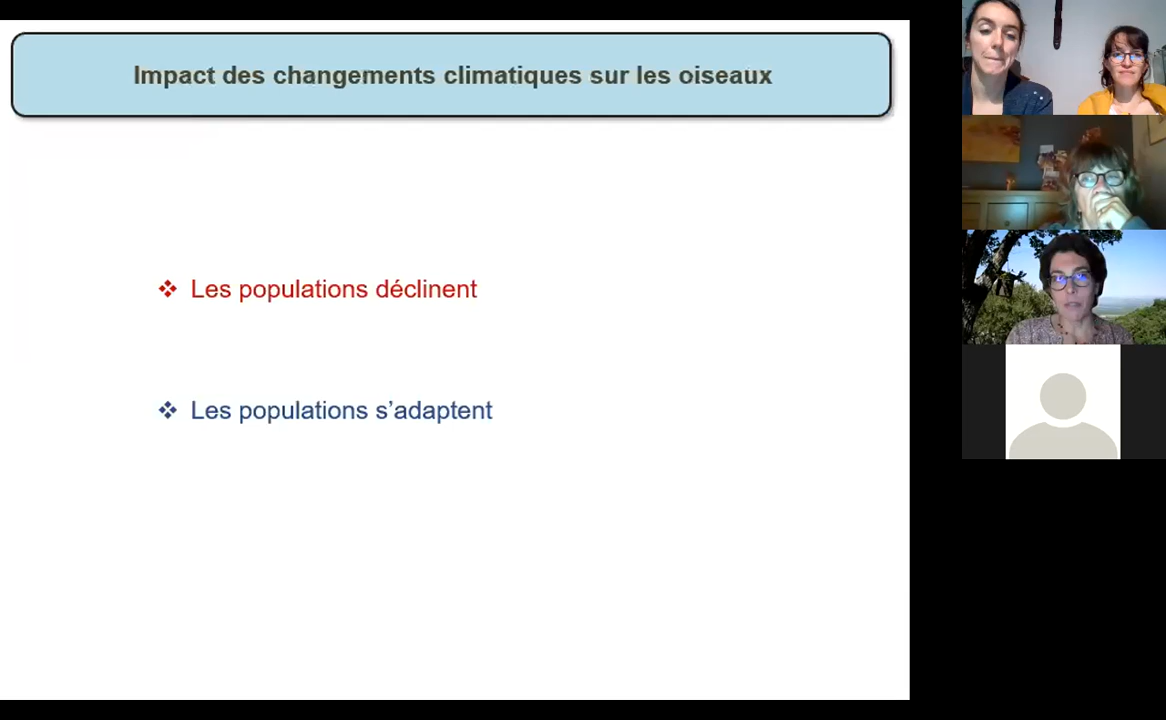 Impact des changements climatiques sur les oiseaux
❖ Les populations déclinent
❖ Les populations s’adaptent